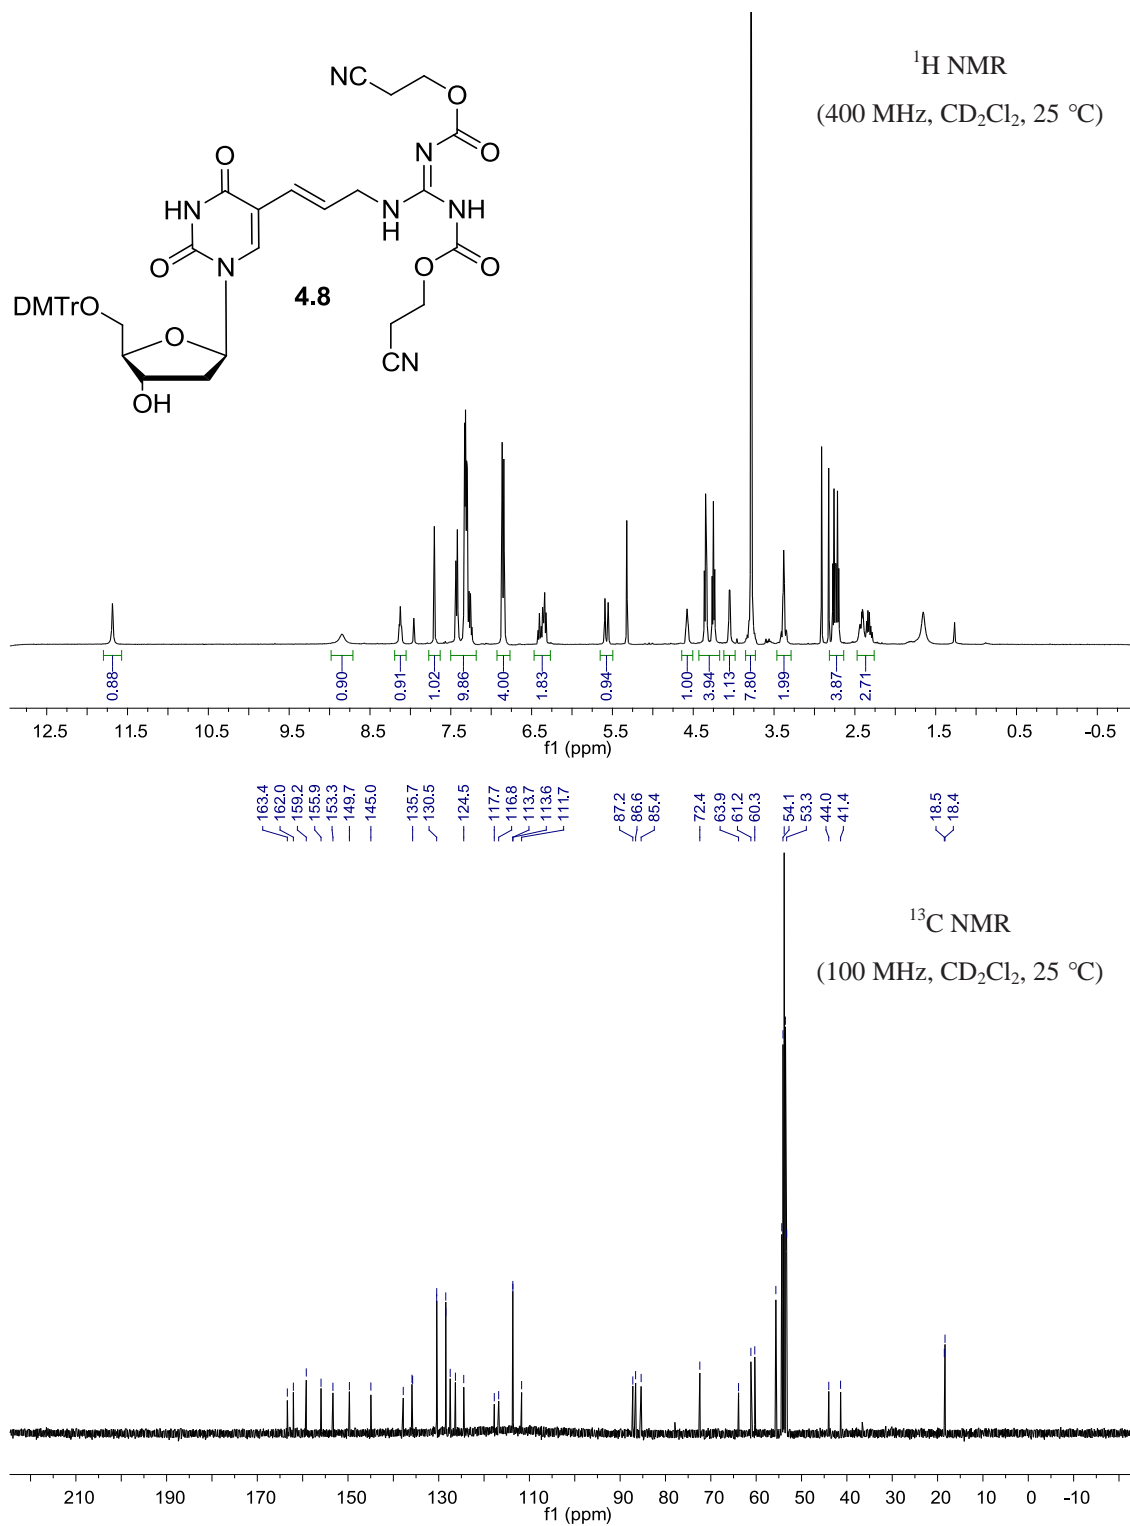 ¹H NMR
(400 MHz, CD₂Cl₂, 25 °C)
NC
O
O
N
O
HN
N
H
NH
O
N
O
O
4.8
DMTrO
O
CN
OH
0.88
0.90
0.91
1.02
9.86
4.00
1.83
0.94
1.00
3.94
1.13
7.80
1.99
3.87
2.71
12.5 11.5 10.5 9.5 8.5 7.5 6.5 5.5 4.5 3.5 2.5 1.5 0.5 -0.5
f1 (ppm)
163.4
162.0
159.2
155.9
153.3
149.7
145.0
135.7
130.5
124.5
117.7
116.8
113.7
113.6
111.7
87.2
86.6
85.4
72.4
63.9
61.2
60.3
54.1
53.3
44.0
41.4
18.5
18.4
¹³C NMR
(100 MHz, CD₂Cl₂, 25 °C)
210 190 170 150 130 110 90 80 70 60 50 40 30 20 10 0 -10
f1 (ppm)